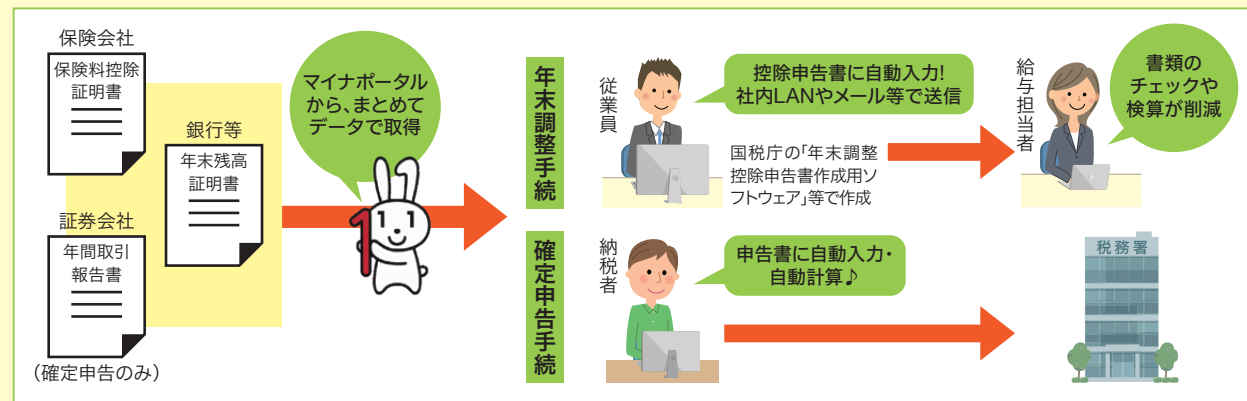 保険会社
保険料控除
証明書
銀行等
年末残高
証明書
証券会社
年間取引
報告書
(確定申告のみ)
マイナポータル
から、まとめて
データで取得
1
年末調整手続
従業員
控除申告書に自動入力!
社内LANやメール等で送信
国税庁の「年末調整
控除申告書作成用ソ
フトウェア」等で作成
給与担当者
書類の
チェックや
検算が削減
確定申告手続
納税者
申告書に自動入力・
自動計算♪
税務署